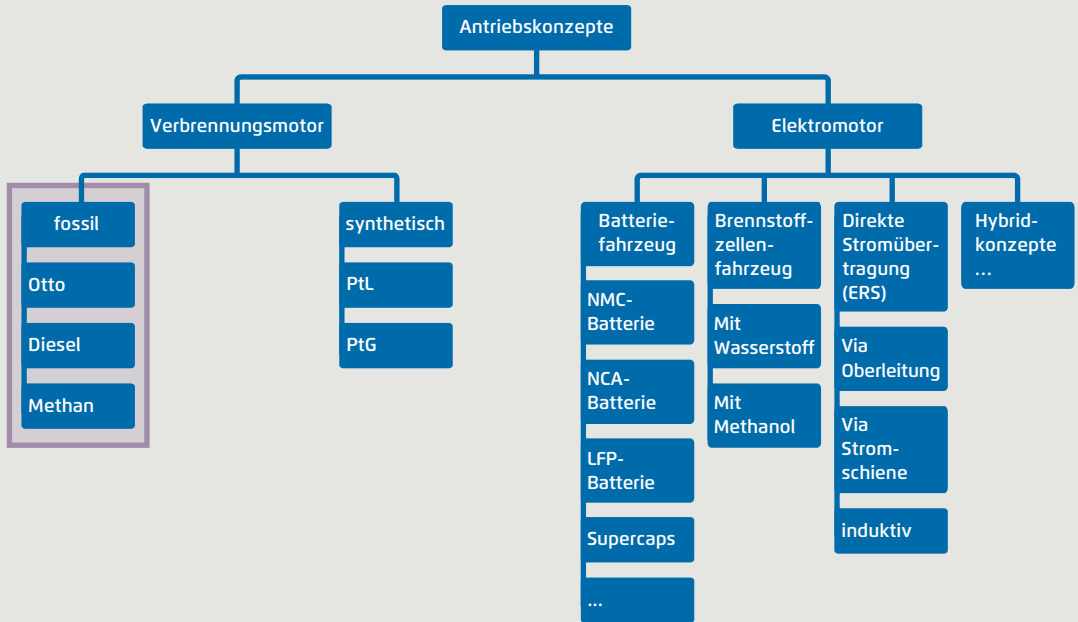 Antriebskonzepte
Verbrennungsmotor
Elektromotor
fossil
Otto
Diesel
Methan
synthetisch
PtL
PtG
Batterie-
fahrzeug
NMC-
Batterie
NCA-
Batterie
LFP-
Batterie
Supercaps
...
Brennstoff-
zellen-
fahrzeug
Mit
Wasserstoff
Mit
Methanol
Direkte
Stromüber-
tragung
(ERS)
Via
Oberleitung
Via
Strom-
schiene
induktiv
Hybrid-
konzepte
...